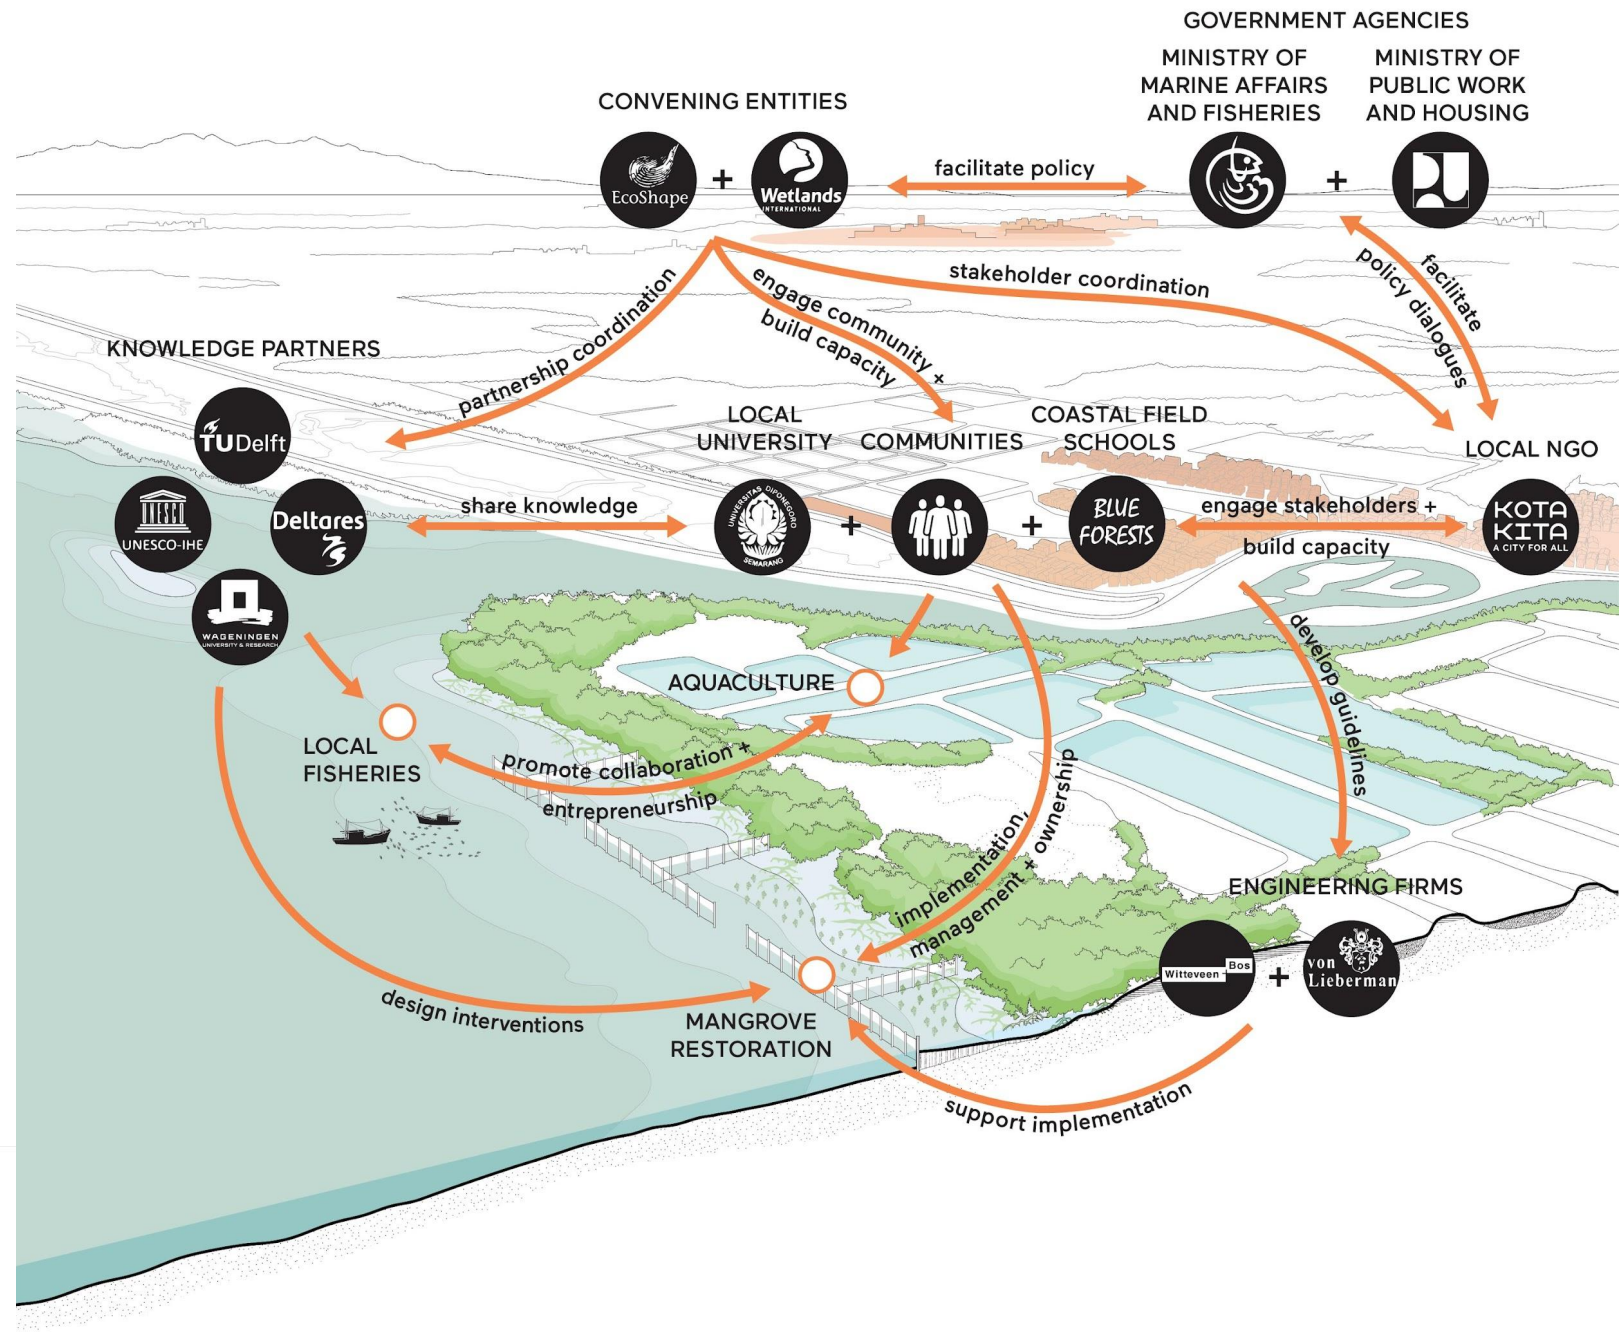 GOVERNMENT AGENCIES
MINISTRY OF
MARINE AFFAIRS
AND FISHERIES
MINISTRY OF
PUBLIC WORK
AND HOUSING
CONVENING ENTITIES
EcoShape
+
Wetlands
INTERNATIONAL
facilitate policy
+
stakeholder coordination
facilitate
policy dialogues
engage community +
build capacity
partnership coordination
KNOWLEDGE PARTNERS
TUDelft
UNESCO
UNESCO-IHE
Deltares
WAGENINGEN
UNIVERSITY & RESEARCH
share knowledge
LOCAL
UNIVERSITY
UNIVERSITAS DIPONEGORO
SEMARANG
+
COMMUNITIES
+
COASTAL FIELD
SCHOOLS
BLUE
FORESTS
engage stakeholders +
build capacity
LOCAL NGO
KOTA
KITA
A CITY FOR ALL
develop guidelines
AQUACULTURE
LOCAL
FISHERIES
promote collaboration +
entrepreneurship
implementation,
management + ownership
ENGINEERING FIRMS
Witteveen+Bos
+
von
Lieberman
design interventions
MANGROVE
RESTORATION
support implementation